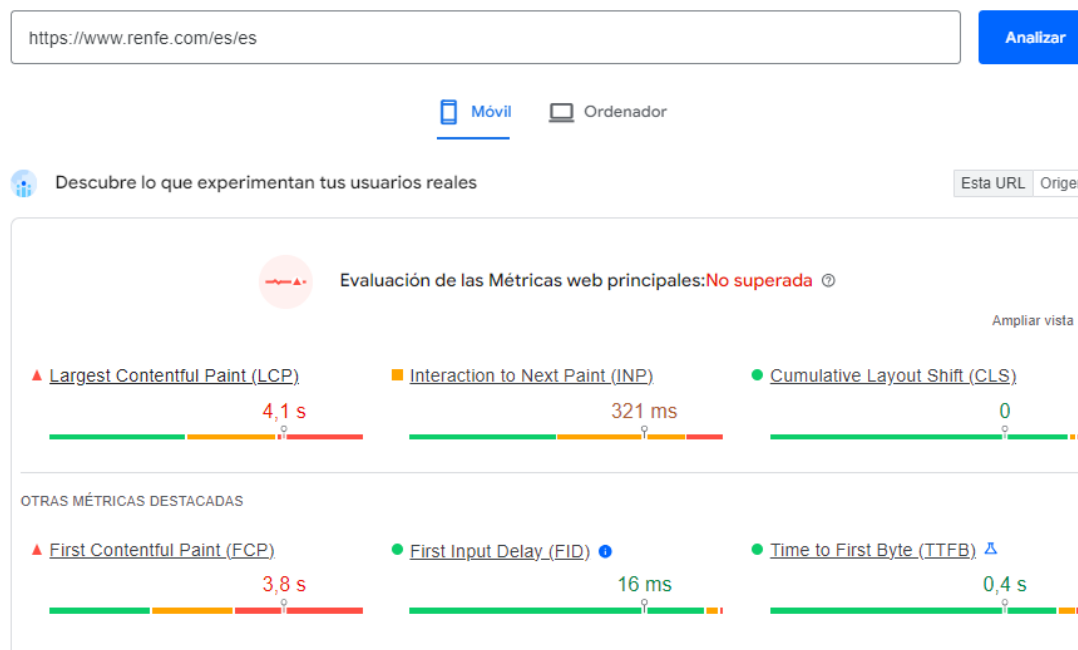 https://www.renfe.com/es/es
Analizar
Móvil Ordenador
Descubre lo que experimentan tus usuarios reales
Esta URL
Evaluación de las Métricas web principales:No superada
Ampliar vista
Largest Contentful Paint (LCP) Interaction to Next Paint (INP) Cumulative Layout Shift (CLS)
4,1 s 321 ms 0
OTRAS MÉTRICAS DESTACADAS
First Contentful Paint (FCP) First Input Delay (FID) Time to First Byte (TTFB)
3,8 s 16 ms 0,4 s